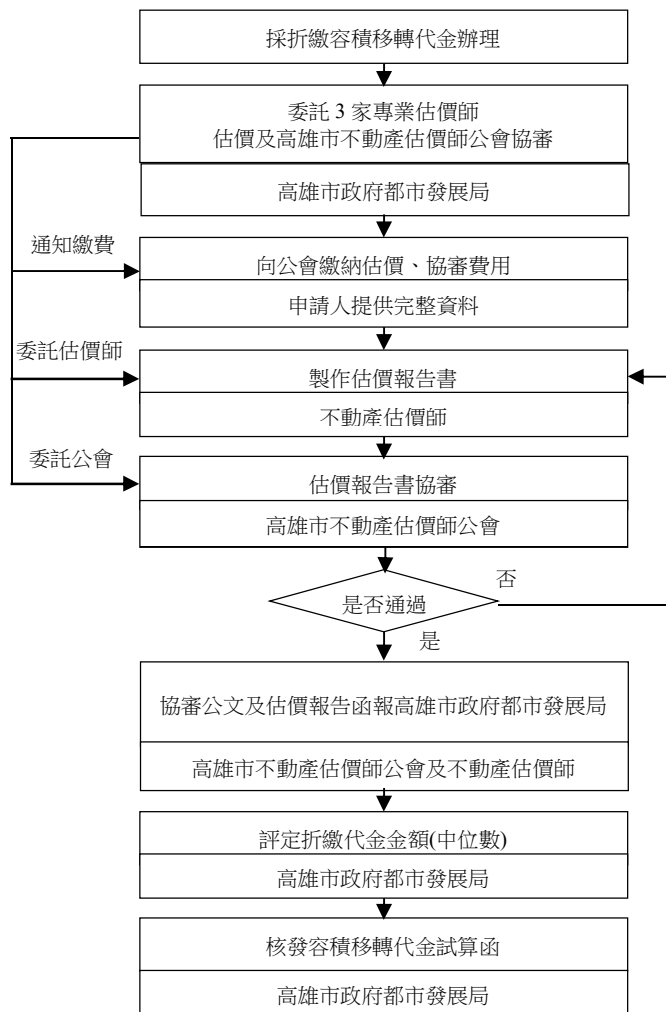 採折繳容積移轉代金辦理
委託 3 家專業估價師
估價及高雄市不動產估價師公會協審
高雄市政府都市發展局
通知繳費
向公會繳納估價、協審費用
申請人提供完整資料
委託估價師
製作估價報告書
不動產估價師
委託公會
估價報告書協審
高雄市不動產估價師公會
否
是否通過
是
協審公文及估價報告函報高雄市政府都市發展局
高雄市不動產估價師公會及不動產估價師
評定折繳代金金額(中位數)
高雄市政府都市發展局
核發容積移轉代金試算函
高雄市政府都市發展局